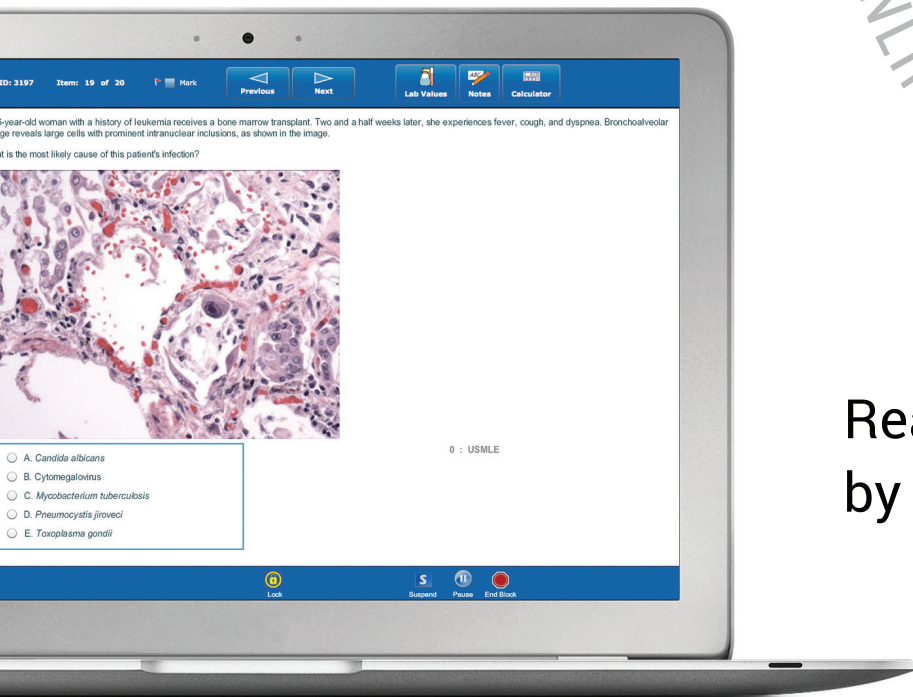 ID: 3197 Item: 19 of 20 Mark Previous Next Lab Values Notes Calculator
-year-old woman with a history of leukemia receives a bone marrow transplant. Two and a half weeks later, she experiences fever, cough, and dyspnea. Bronchoalveolar
ge reveals large cells with prominent intranuclear inclusions, as shown in the image.
t is the most likely cause of this patient's infection?
A. Candida albicans
B. Cytomegalovirus
C. Mycobacterium tuberculosis
D. Pneumocystis jiroveci
E. Toxoplasma gondii
0 : USMLE
Lock Suspend Pause End Block
Rea
by